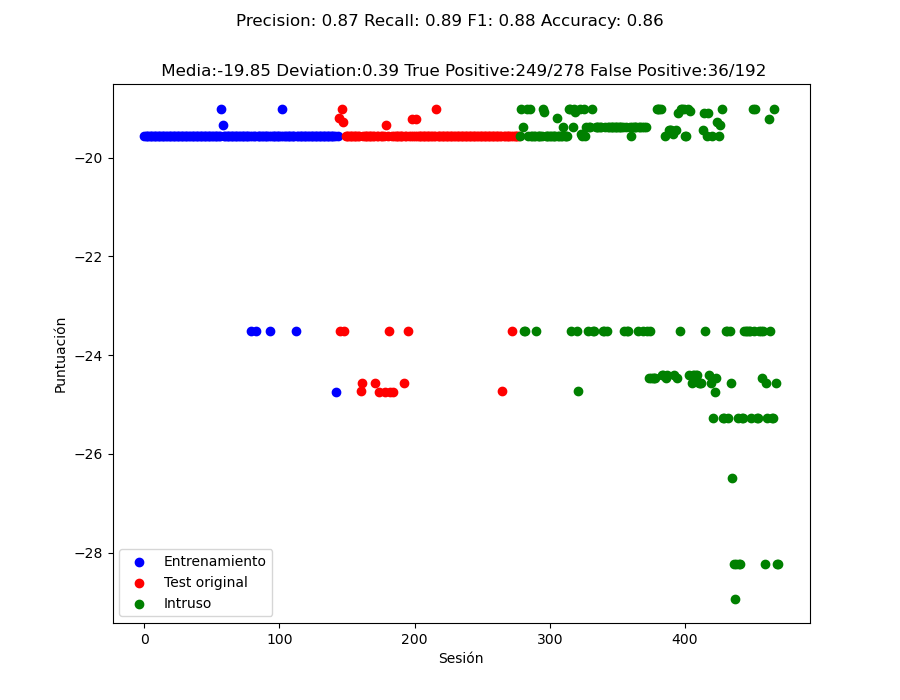 Precision: 0.87 Recall: 0.89 F1: 0.88 Accuracy: 0.86
Media:-19.85 Deviation:0.39 True Positive:249/278 False Positive:36/192
−20
−22
−24
−26
−28
Puntuación
Entrenamiento
Test original
Intruso
0
100
200
300
400
Sesión